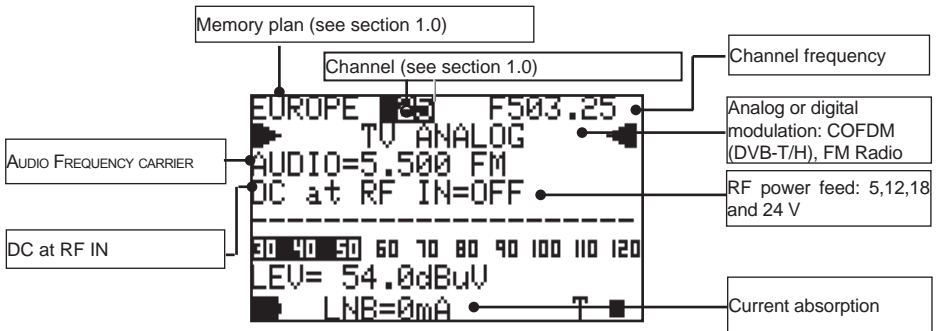 Memory plan (see section 1.0)
Channel (see section 1.0)
Channel frequency
EUROPE F503.25
TV ANALOG
Analog or digital
modulation: COFDM
(DVB-T/H), FM Radio
AUDIO FREQUENCY CARRIER
AUDIO=5.500 FM
DC at RF IN=OFF
RF power feed: 5,12,18
and 24 V
DC at RF IN
30 40 50 60 70 80 90 100 110 120
LEV= 54.0dBuV
LNB=0mA T
Current absorption